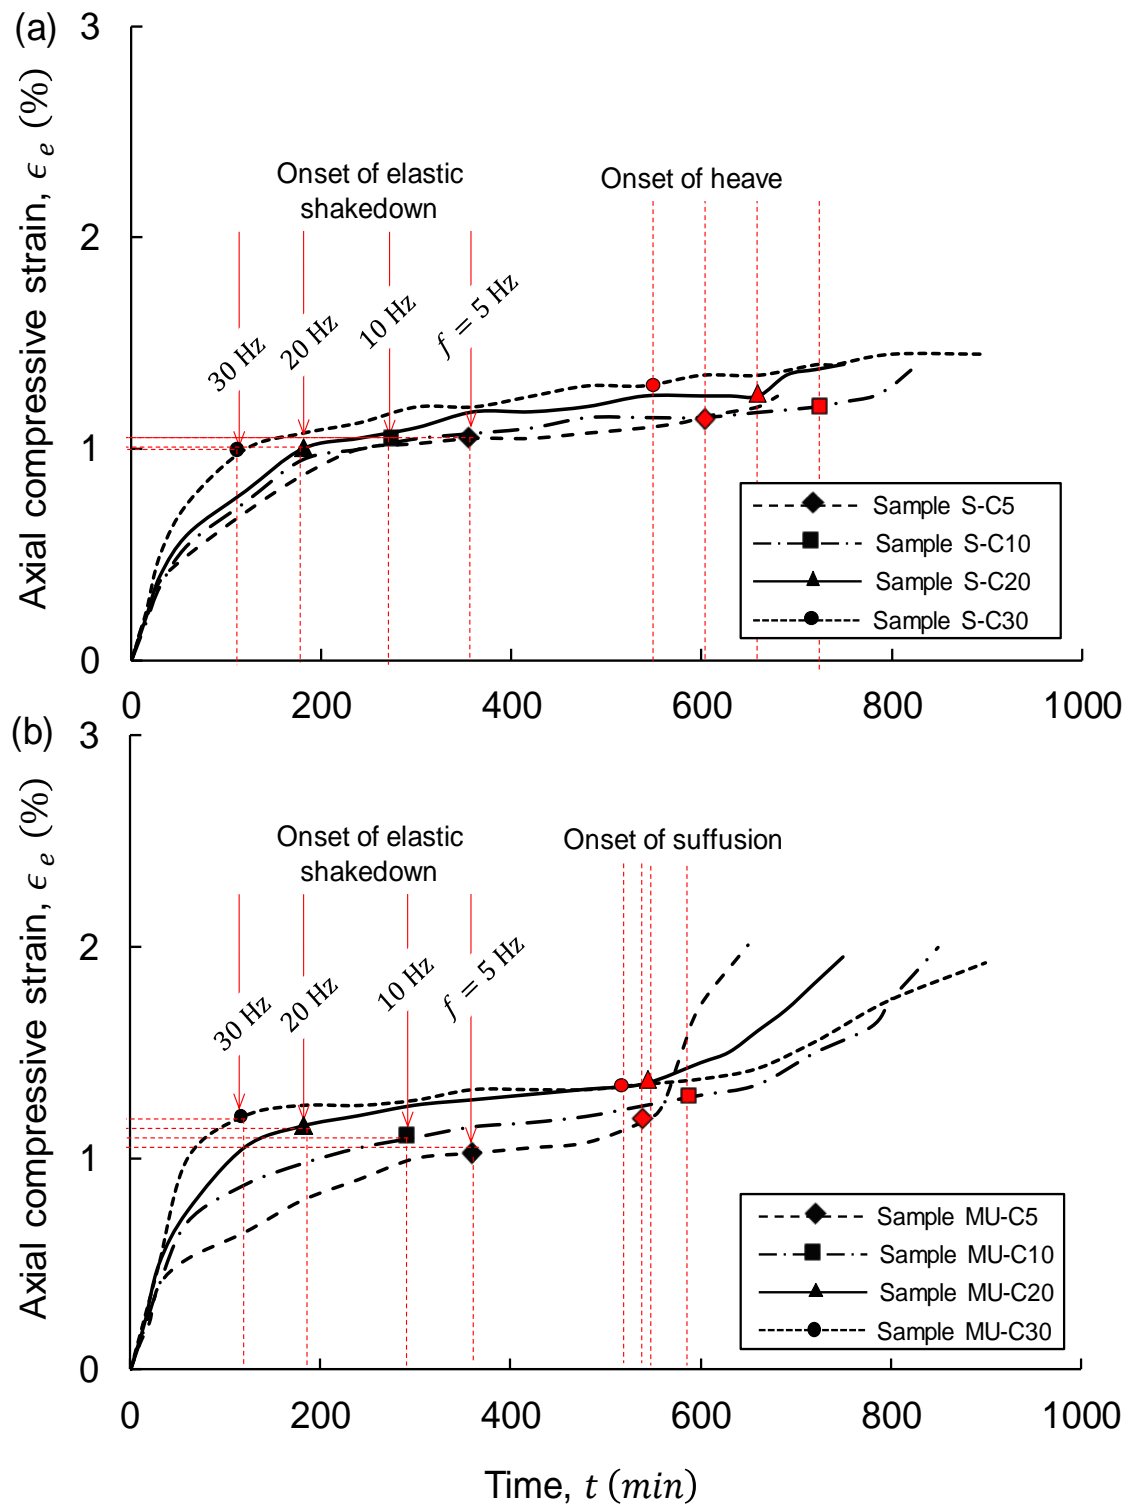 (a)
Axial compressive strain, ϵ e (%)
3
2
1
0
Onset of elastic
shakedown
Onset of heave
30 Hz
20 Hz
10 Hz
f = 5 Hz
Sample S-C5
Sample S-C10
Sample S-C20
Sample S-C30
0 200 400 600 800 1000
(b)
Axial compressive strain, ϵ e (%)
3
2
1
0
Onset of elastic
shakedown
Onset of suffusion
30 Hz
20 Hz
10 Hz
f = 5 Hz
Sample MU-C5
Sample MU-C10
Sample MU-C20
Sample MU-C30
0 200 400 600 800 1000
Time, t (min)